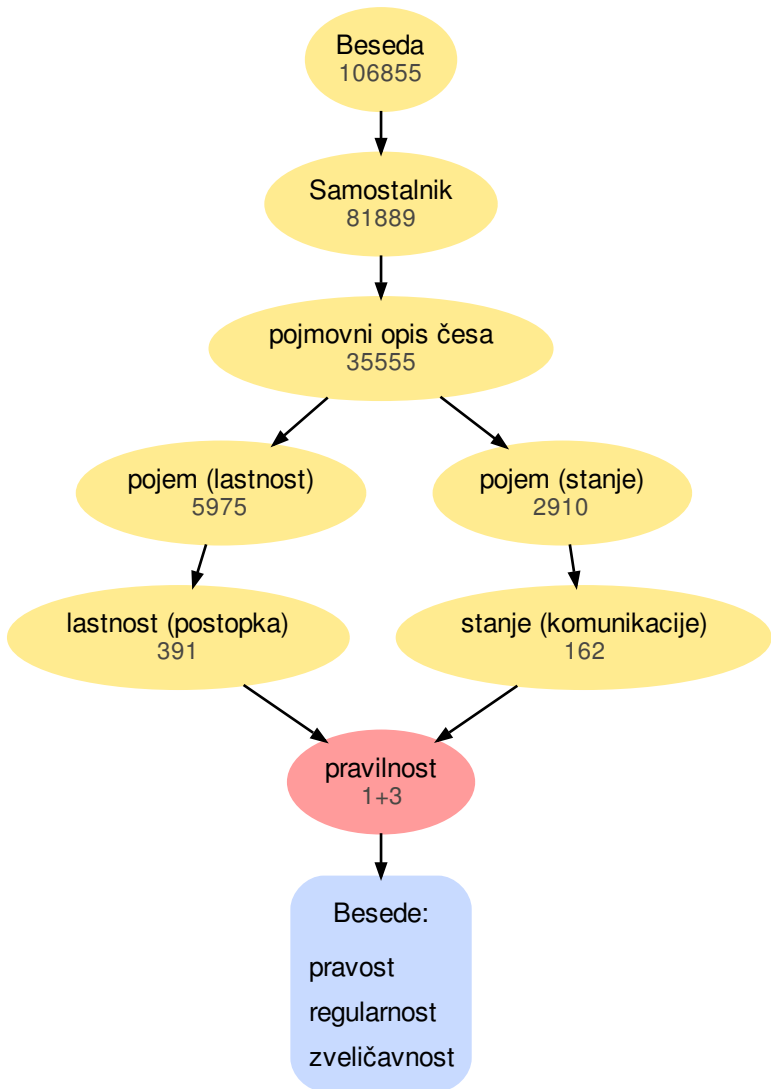 Beseda
106855
Samostalnik
81889
pojmovni opis česa
35555
pojem (lastnost)
5975
pojem (stanje)
2910
lastnost (postopka)
391
stanje (komunikacije)
162
pravilnost
1+3
Besede:
pravost
regularnost
zveličavnost